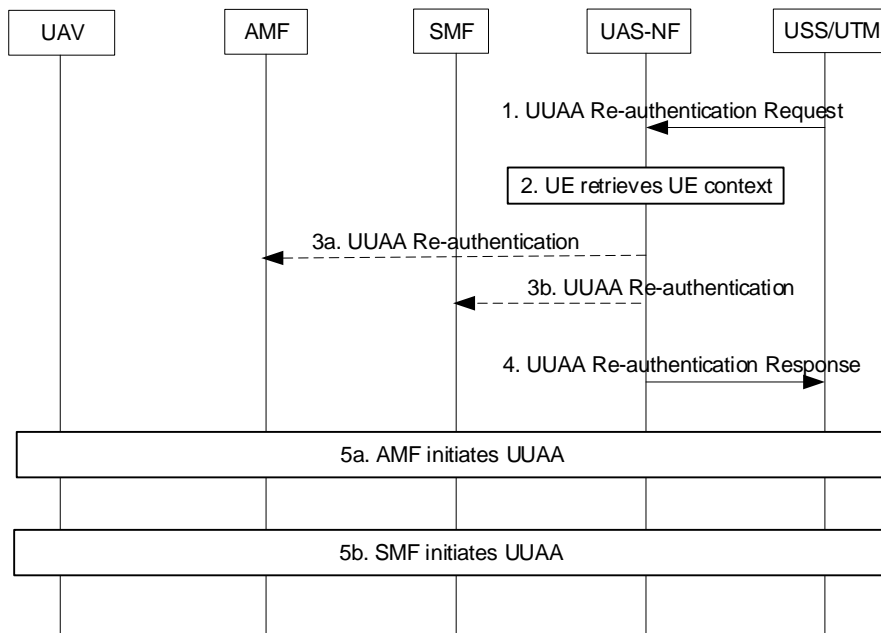 UAV
AMF
SMF
UAS-NF
USS/UTM
1. UUAA Re-authentication Request
2. UE retrieves UE context
3a. UUAA Re-authentication
3b. UUAA Re-authentication
4. UUAA Re-authentication Response
5a. AMF initiates UUAA
5b. SMF initiates UUAA